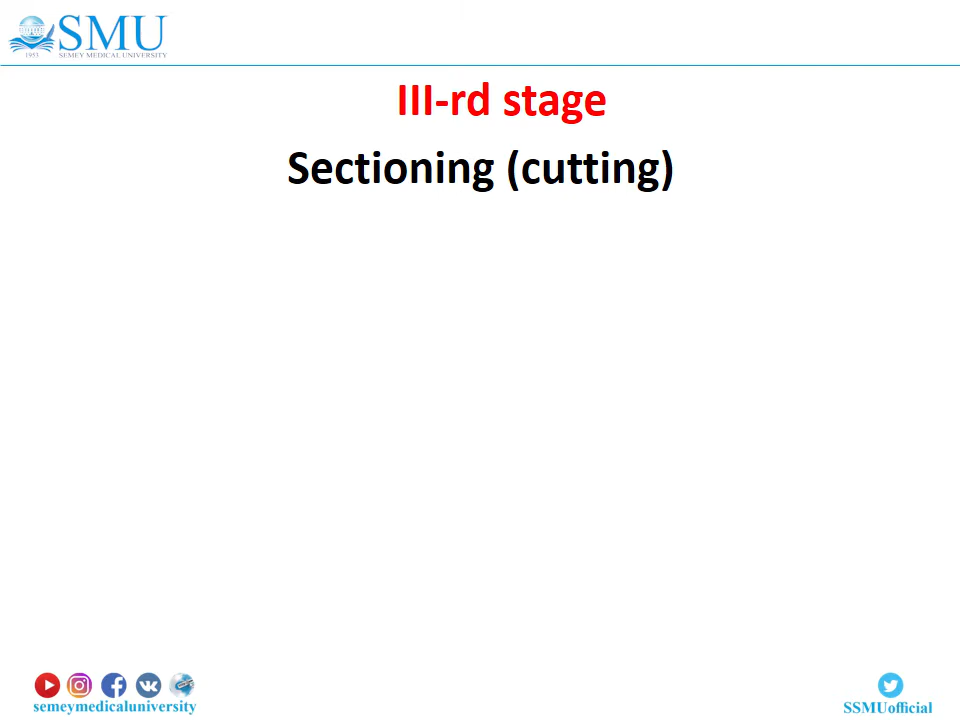 SMU
1953 SEMEY MEDICAL UNIVERSITY
III-rd stage
Sectioning (cutting)
semeymedicaluniversity
SSMUofficial